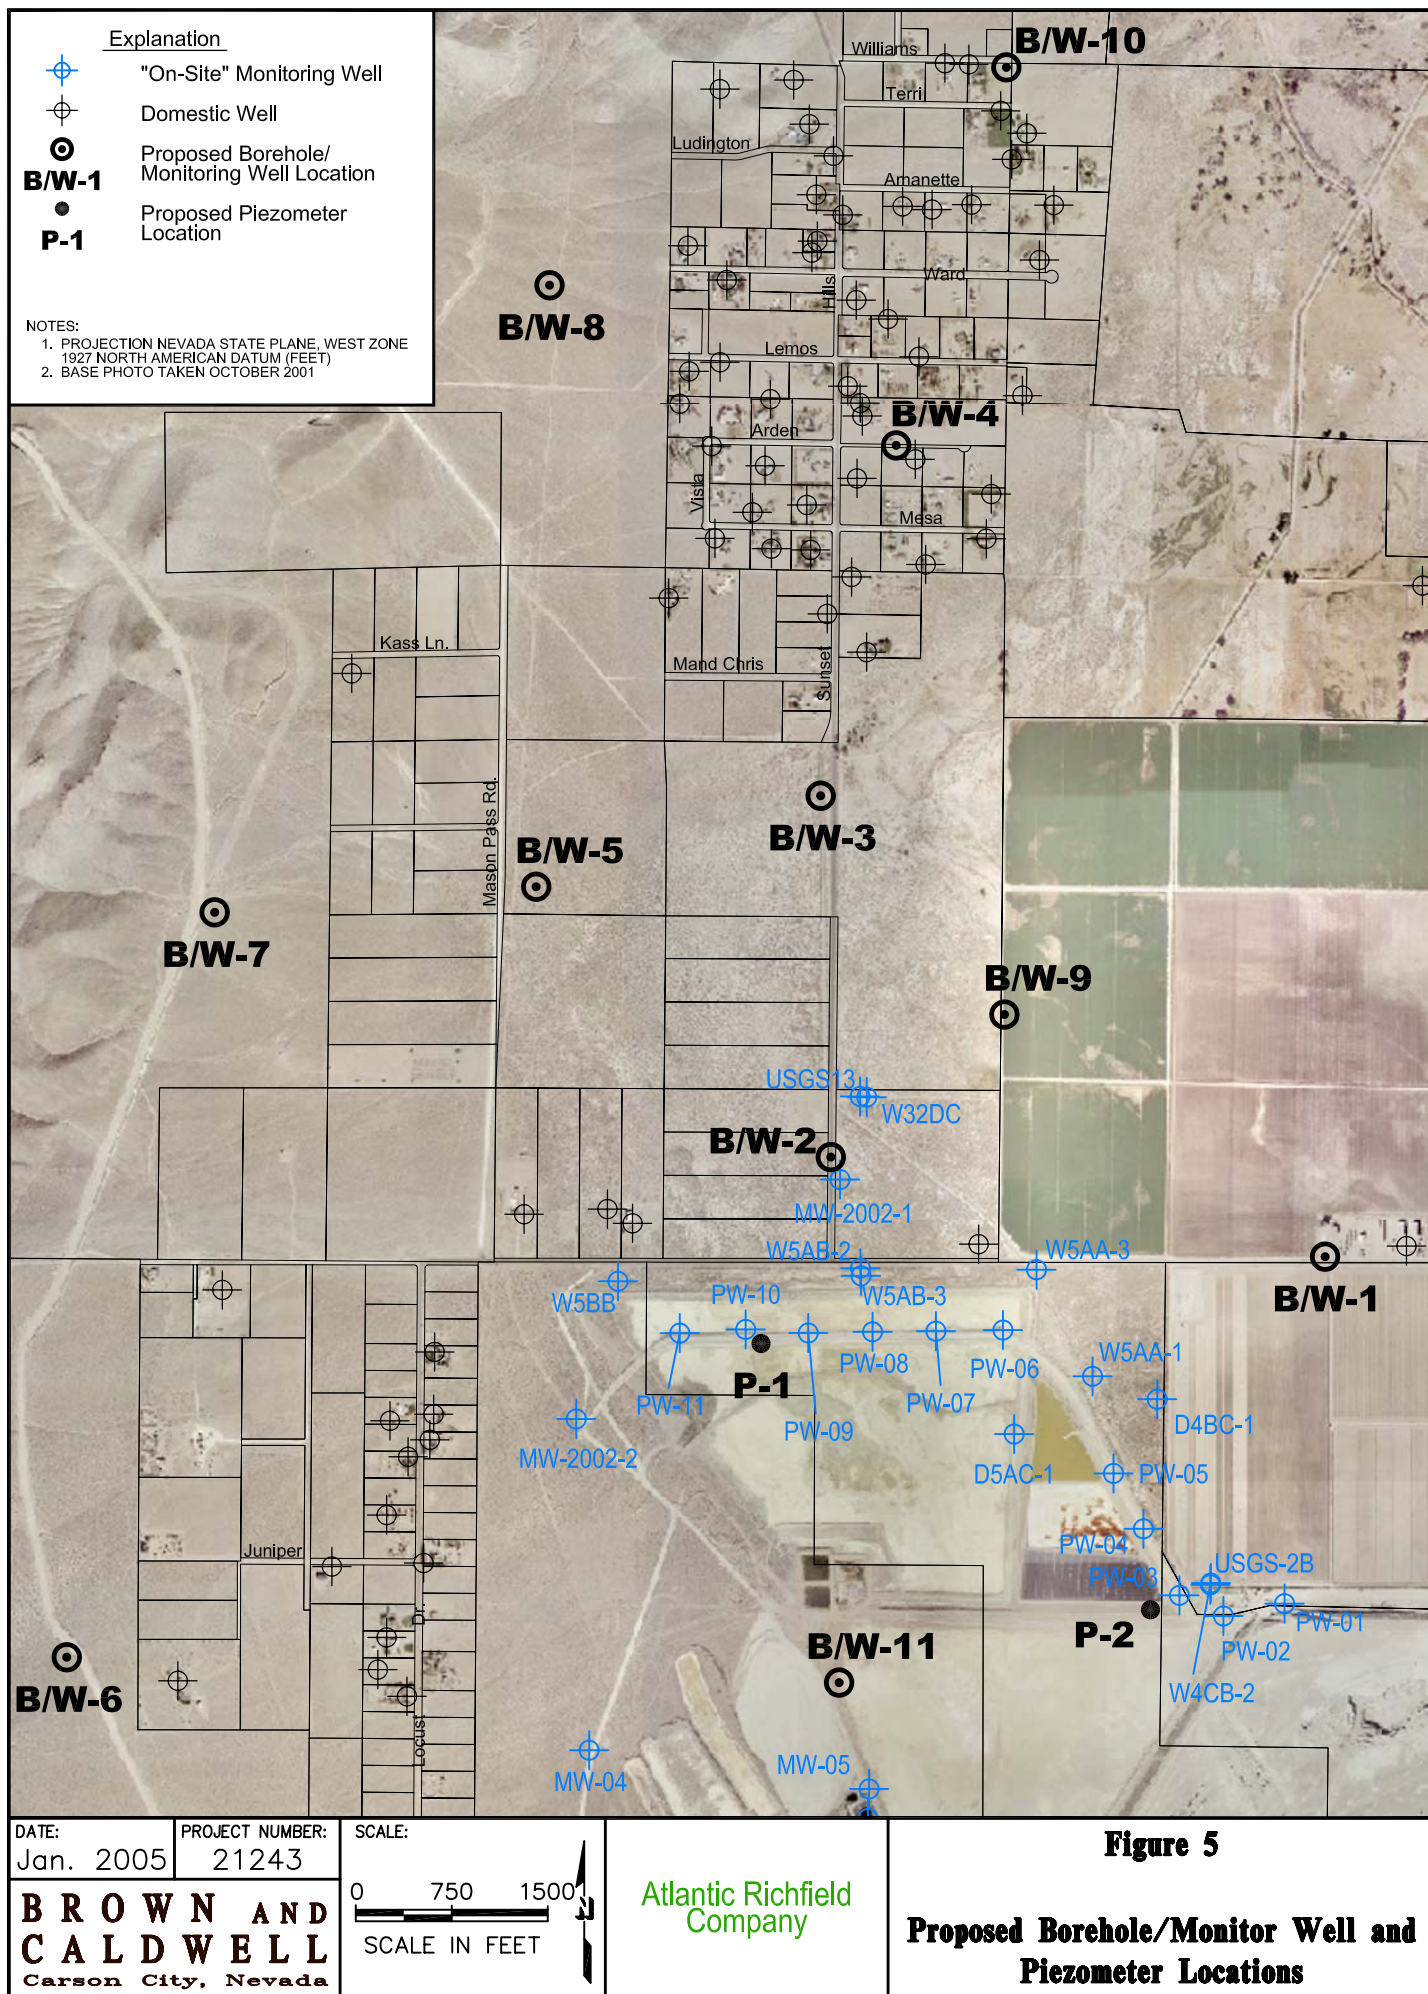 Explanation
"On-Site" Monitoring Well
Domestic Well
B/W-1
Proposed Borehole/
Monitoring Well Location
P-1
Proposed Piezometer
Location
NOTES:
1. PROJECTION NEVADA STATE PLANE, WEST ZONE
1927 NORTH AMERICAN DATUM (FEET)
2. BASE PHOTO TAKEN OCTOBER 2001
Williams
B/W-10
Terri
Ludington
Amanette
Ward
Hills
B/W-8
Lemos
B/W-4
Arden
Vista
Mesa
Kass Ln.
Mand Chris
Sunset
Mason Pass Rd.
B/W-3
B/W-5
B/W-7
B/W-9
USGS13
W32DC
B/W-2
MW-2002-1
W5AB-2
W5AA-3
W5BB
PW-10
W5AB-3
B/W-1
PW-08
PW-06
W5AA-1
P-1
PW-11
PW-07
PW-09
D4BC-1
MW-2002-2
D5AC-1
PW-05
Juniper
PW-04
PW-03
USGS-2B
Dr.
P-2
PW-01
PW-02
B/W-11
B/W-6
W4CB-2
Locust
MW-04
MW-05
DATE:
Jan. 2005
PROJECT NUMBER:
21243
SCALE:
0 750 1500
SCALE IN FEET
N
BROWN AND
CALDWELL
Carson City, Nevada
Atlantic Richfield
Company
Figure 5
Proposed Borehole/Monitor Well and
Piezometer Locations